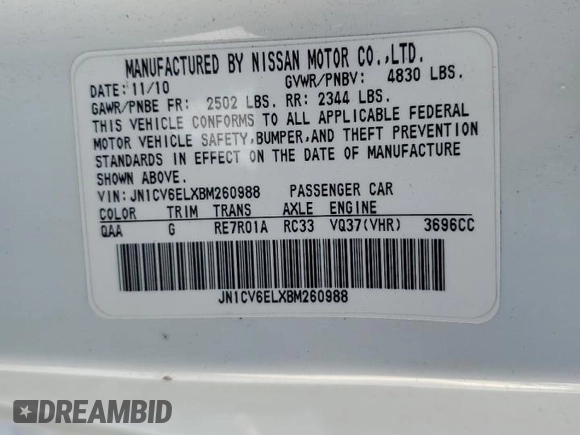 MANUFACTURED BY NISSAN MOTOR CO.,LTD.
DATE: 11/10 GVWR/PNBV: 4830 LBS.
GAWR/PNBE FR: 2502 LBS. RR: 2344 LBS.
THIS VEHICLE CONFORMS TO ALL APPLICABLE FEDERAL
MOTOR VEHICLE SAFETY,BUMPER,AND THEFT PREVENTION
STANDARDS IN EFFECT ON THE DATE OF MANUFACTURE
SHOWN ABOVE.
VIN:JN1CV6ELXBM260988 PASSENGER CAR
COLOR TRIM TRANS AXLE ENGINE
QAA G RE7R01A RC33 VQ37(VHR) 3696CC
JN1CV6ELXBM260988
DREAMBID